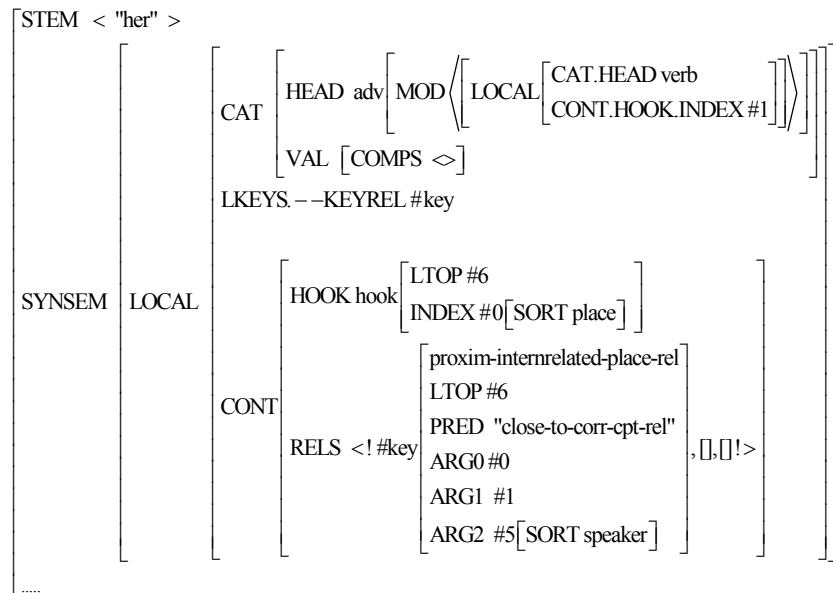 STEM < "her" >
HEAD adv [MOD < [LOCAL [CAT.HEAD verb
CONT.HOOK.INDEX #1]]>]
CAT
VAL [COMPS <>]
LKEYS.--KEYREL #key
SYNSEM LOCAL
HOOK hook [LTOP #6
INDEX #0[SORT place]]
CONT
proxim-internrelated-place-rel
LTOP #6
PRED "close-to-corr-cpt-rel"
RELS <! #key , [],[]!>
ARG0 #0
ARG1 #1
ARG2 #5[SORT speaker]
.....